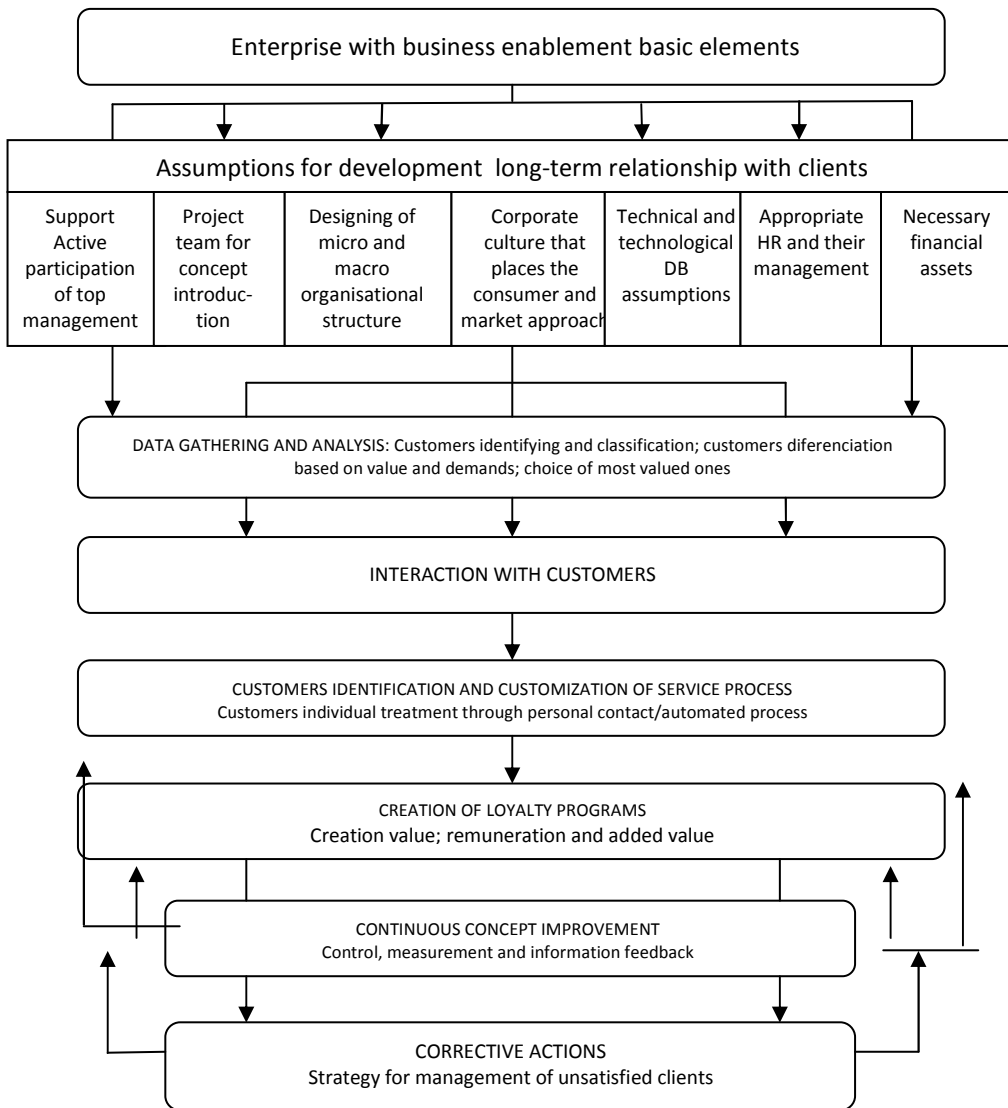 Enterprise with business enablement basic elements
Assumptions for development long-term relationship with clients
Support
Active
participation
of top
management
Project
team for
concept
introduc-
tion
Designing of
micro and
macro
organisational
structure
Corporate
culture that
places the
consumer and
market approach
Technical and
technological
DB
assumptions
Appropriate
HR and their
management
Necessary
financial
assets
DATA GATHERING AND ANALYSIS: Customers identifying and classification; customers diferenciation
based on value and demands; choice of most valued ones
INTERACTION WITH CUSTOMERS
CUSTOMERS IDENTIFICATION AND CUSTOMIZATION OF SERVICE PROCESS
Customers individual treatment through personal contact/automated process
CREATION OF LOYALTY PROGRAMS
Creation value; remuneration and added value
CONTINUOUS CONCEPT IMPROVEMENT
Control, measurement and information feedback
CORRECTIVE ACTIONS
Strategy for management of unsatisfied clients